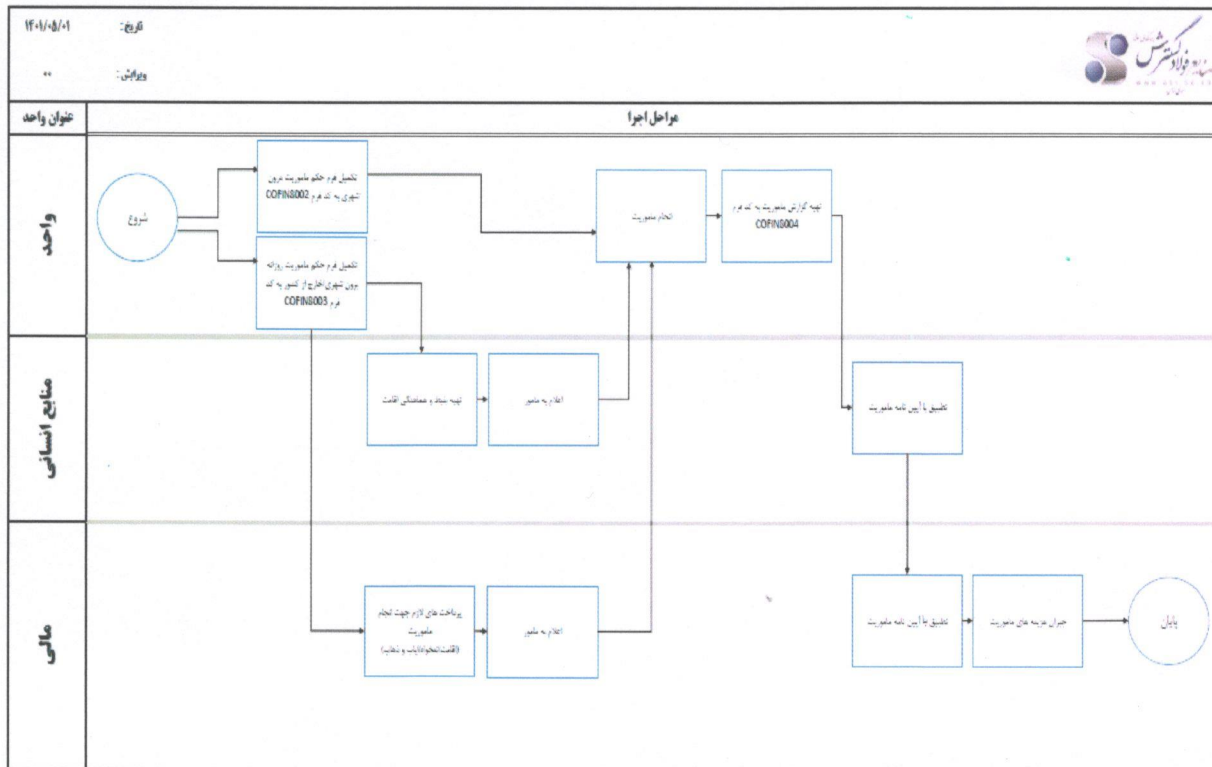 تاریخ: ۱۴۰۱/۰۵/۰۱
ویرایش: ۰۰
فولاد گسترش
عنوان واحد
مراحل اجرا
واحد
شروع
تکمیل فرم حکم ماموریت درون
شهری به کد فرم COFIN8002
تکمیل فرم حکم ماموریت روزانه
برون شهری/خارج از کشور به کد
فرم COFIN8003
انجام ماموریت
تهیه گزارش ماموریت به کد فرم
COFIN8004
منابع انسانی
تهیه بلیط و هماهنگی اقامت
اعلام به مامور
تطبیق با آیین نامه ماموریت
مالی
پرداخت های لازم جهت انجام
ماموریت
(اقامت/تنخواه/ایاب و ذهاب)
اعلام به مامور
تطبیق با آیین نامه ماموریت
جبران هزینه های ماموریت
پایان